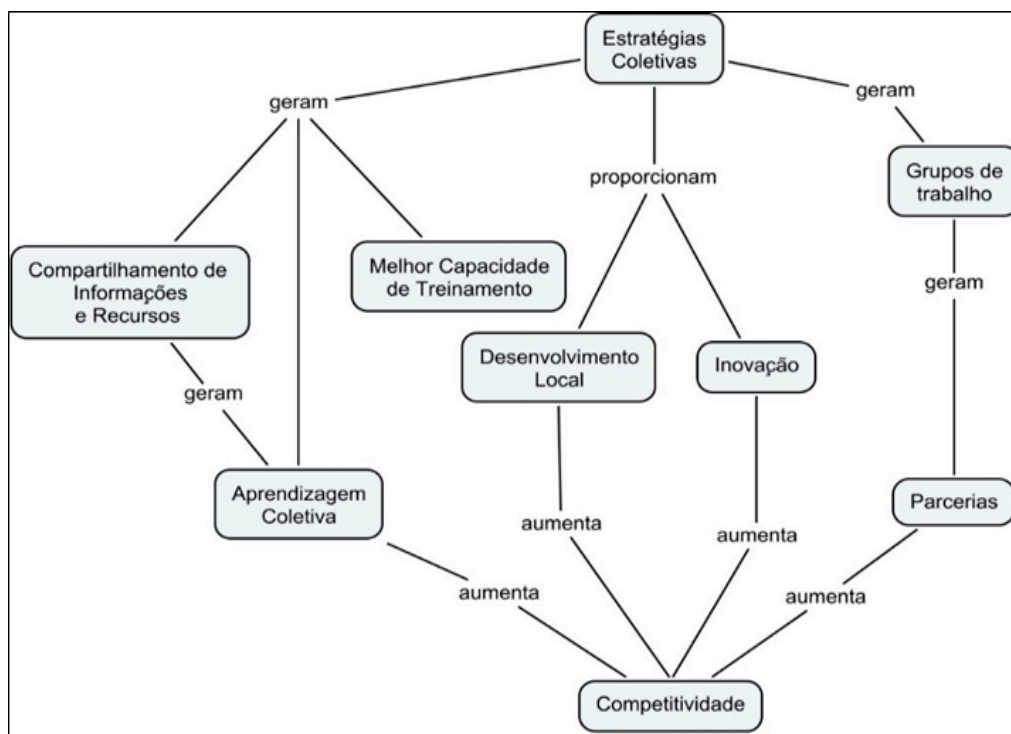 Estratégias
Coletivas
geram
geram
proporcionam
Grupos de
trabalho
Compartilhamento de
Informações
e Recursos
Melhor Capacidade
de Treinamento
geram
Desenvolvimento
Local
Inovação
geram
Aprendizagem
Coletiva
Parcerias
aumenta
aumenta
aumenta
aumenta
Competitividade